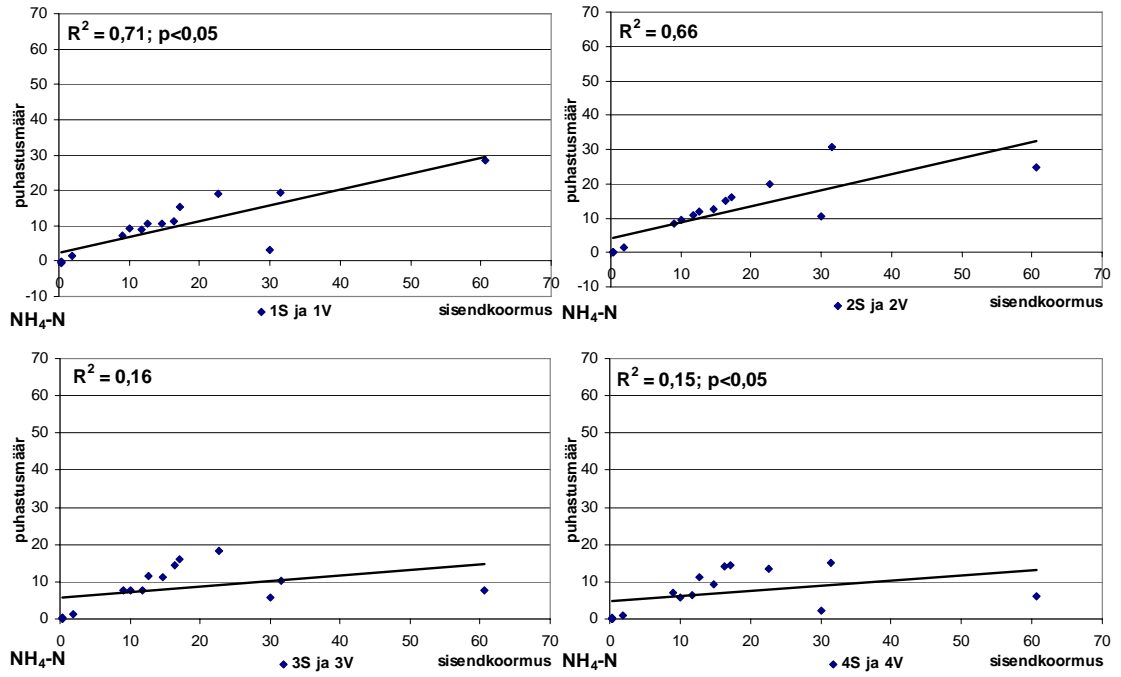 R² = 0,71; p<0,05
puhastusmäär
70
60
50
40
30
20
10
0
-10
0 10 20 30 40 50 60 70
NH₄-N
1S ja 1V
sisendkoormus
R² = 0,66
puhastusmäär
70
60
50
40
30
20
10
0
-10
0 10 20 30 40 50 60 70
NH₄-N
2S ja 2V
sisendkoormus
R² = 0,16
puhastusmäär
70
60
50
40
30
20
10
0
0 10 20 30 40 50 60 70
NH₄-N
3S ja 3V
sisendkoormus
R² = 0,15; p<0,05
puhastusmäär
70
60
50
40
30
20
10
0
0 10 20 30 40 50 60 70
NH₄-N
4S ja 4V
sisendkoormus